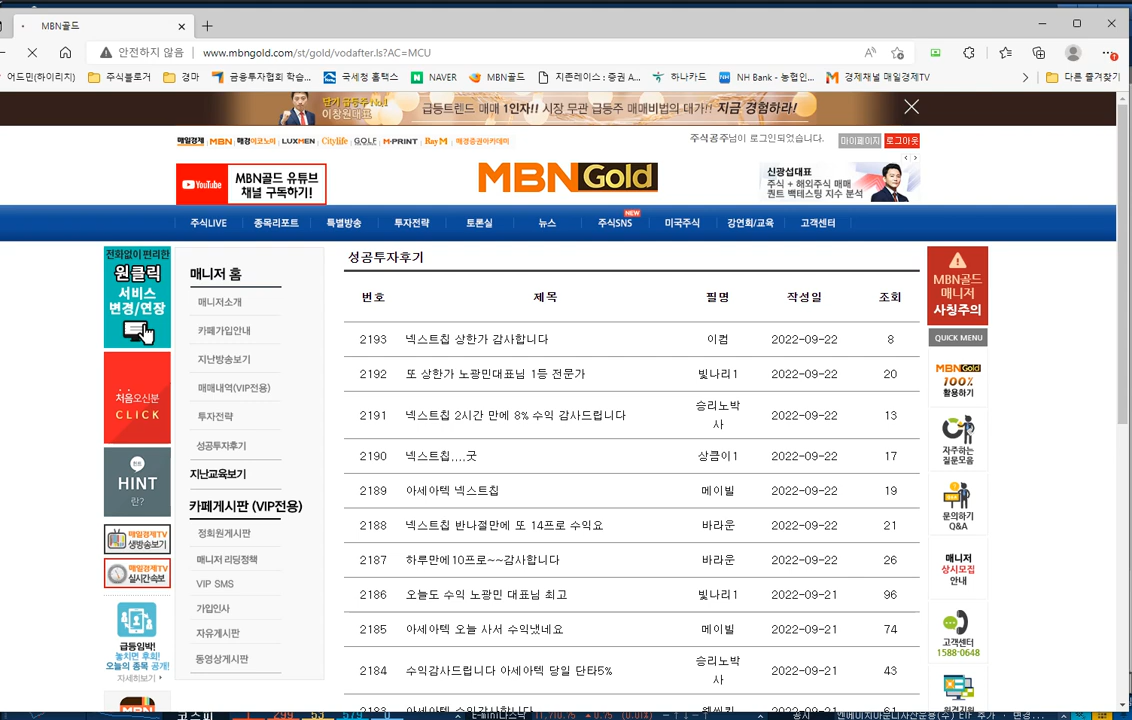 MBN골드
안전하지 않음
www.mbngold.com/st/gold/vodafter.ls?AC=MCU
어드민(하이리치)
주식블로거
경마
금융투자협회 학습...
국세청 홈택스
NAVER
MBN골드
지존레이스 : 증권 A...
하나카드
NH Bank - 농협인...
경제채널 매일경제TV
다른 즐겨찾기
단기 급등주 No.1
이창원대표
급등트렌드 매매 1인자!! 시장 무관 급등주 매매비법의 대가!! 지금 경험하라!
매일경제
MBN
매경이코노미
LUXMEN
Citylife
GOLF
M-PRINT
Ray M
매경증권아카데미
주식공주님이 로그인되었습니다.
마이페이지
로그아웃
YouTube
MBN골드 유튜브
채널 구독하기!
MBN Gold
신광섭대표
주식 + 해외주식 매매
퀀트 백테스팅 지수 분석
주식LIVE
종목리포트
특별방송
투자전략
토론실
뉴스
주식SNS
NEW
미국주식
강연회/교육
고객센터
전화없이 편리한
원클릭
서비스
변경/연장
처음오신분
CLICK
HINT
란?
매일경제TV
생방송보기
매일경제TV
실시간속보
급등임박!
놓치면 후회!
오늘의 종목 공개!
자세히보기
매니저 홈
매니저소개
카페가입안내
지난방송보기
매매내역(VIP전용)
투자전략
성공투자후기
지난교육보기
카페게시판 (VIP전용)
정회원게시판
매니저 리딩정책
VIP SMS
가입인사
자유게시판
동영상게시판
성공투자후기
번호 제목 필명 작성일 조회
2193 넥스트칩 상한가 감사합니다 이컴 2022-09-22 8
2192 또 상한가 노광민대표님 1등 전문가 빛나리1 2022-09-22 20
2191 넥스트칩 2시간 만에 8% 수익 감사드립니다 승리노박사 2022-09-22 13
2190 넥스트칩....굿 상큼이1 2022-09-22 17
2189 아세아텍 넥스트칩 메이빌 2022-09-22 19
2188 넥스트칩 반나절만에 또 14프로 수익요 바라운 2022-09-22 21
2187 하루만에10프로~~감사합니다 바라운 2022-09-22 26
2186 오늘도 수익 노광민 대표님 최고 빛나리1 2022-09-21 96
2185 아세아텍 오늘 사서 수익냈네요 메이빌 2022-09-21 74
2184 수익감사드립니다 아세아텍 당일 단타5% 승리노박사 2022-09-21 43
MBN골드
매니저
사칭주의
QUICK MENU
MBN Gold
100%
활용하기
자주하는
질문모음
문의하기
Q&A
매니저
상시모집
안내
고객센터
1588-0648
원격지원